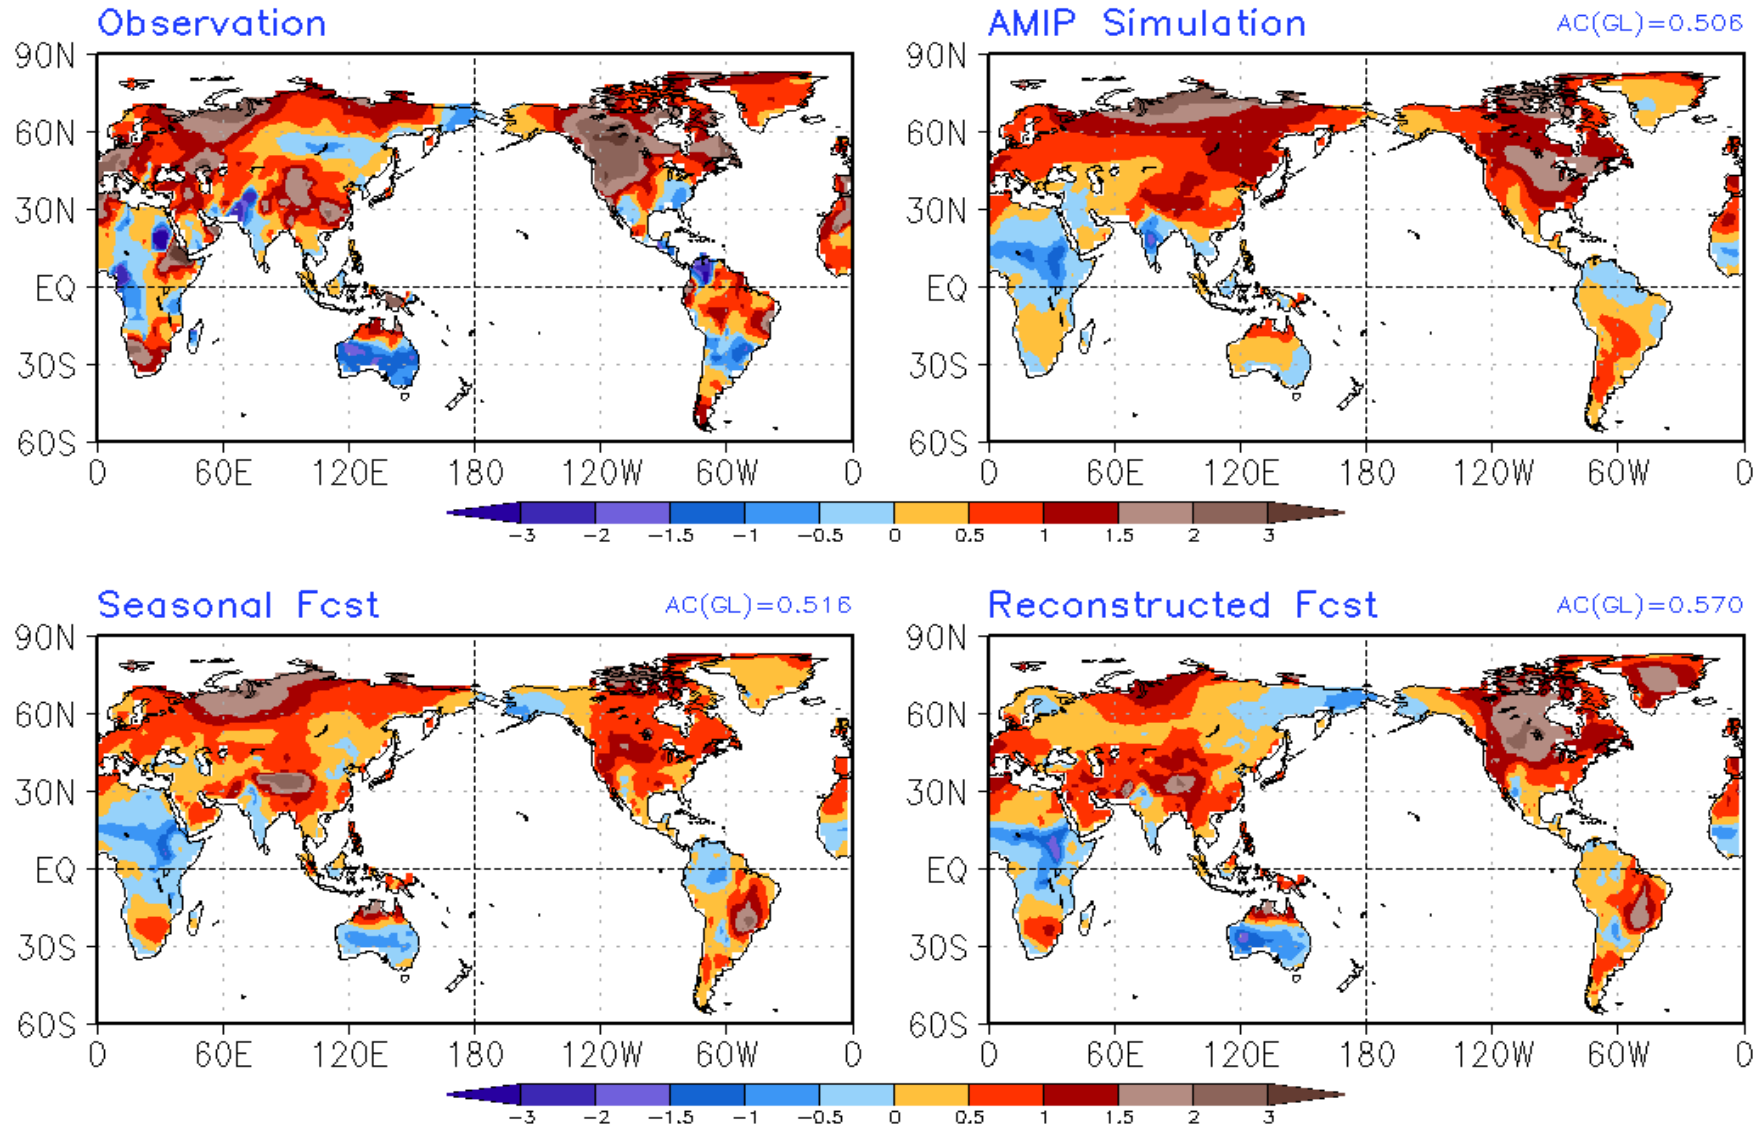 Observation
AMIP Simulation AC(GL)=0.506
90N
60N
30N
EQ
30S
60S
0 60E 120E 180 120W 60W 0
90N
60N
30N
EQ
30S
60S
0 60E 120E 180 120W 60W 0
-3 -2 -1.5 -1 -0.5 0 0.5 1 1.5 2 3
Seasonal Fcst AC(GL)=0.516
Reconstructed Fcst AC(GL)=0.570
90N
60N
30N
EQ
30S
60S
0 60E 120E 180 120W 60W 0
90N
60N
30N
EQ
30S
60S
0 60E 120E 180 120W 60W 0
-3 -2 -1.5 -1 -0.5 0 0.5 1 1.5 2 3